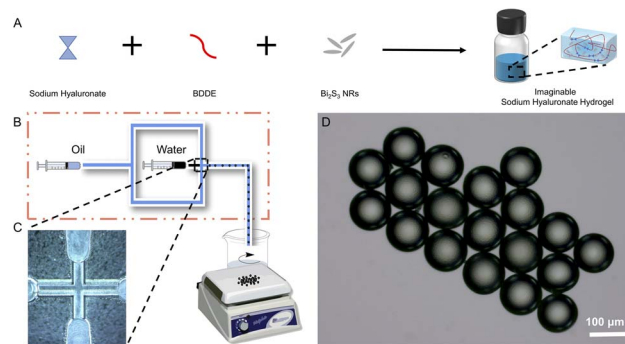 A
Sodium Hyaluronate
BDDE
Bi₂S₃ NRs
Imaginable
Sodium Hyaluronate Hydrogel
B
Oil
Water
C
D
100 μm